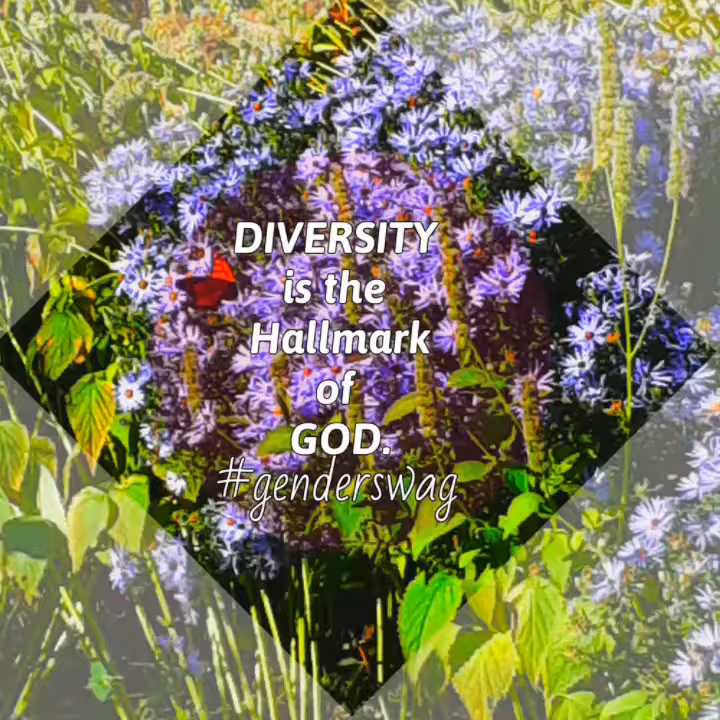 DIVERSITY
is the
Hallmark
of
GOD.
#genderswag